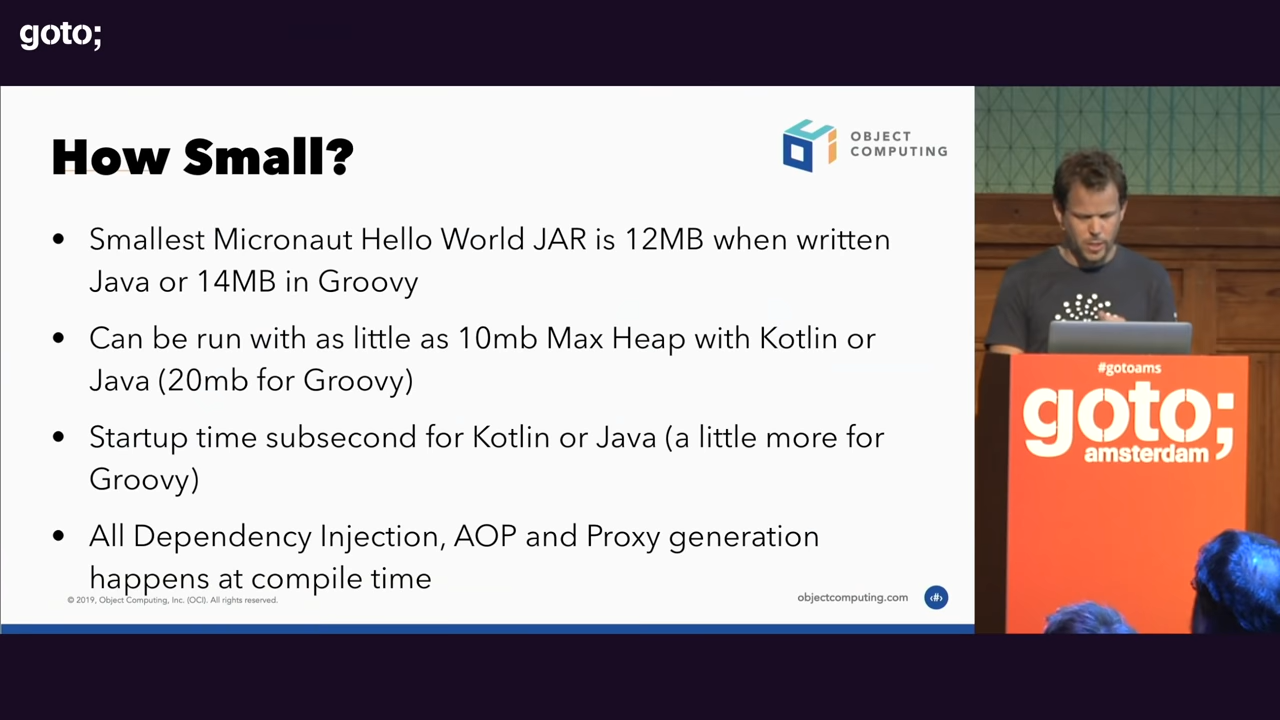 goto;
How Small?
OBJECT
COMPUTING
• Smallest Micronaut Hello World JAR is 12MB when written
Java or 14MB in Groovy
• Can be run with as little as 10mb Max Heap with Kotlin or
Java (20mb for Groovy)
• Startup time subsecond for Kotlin or Java (a little more for
Groovy)
• All Dependency Injection, AOP and Proxy generation
happens at compile time
© 2019, Object Computing, Inc. (OCI). All rights reserved.
objectcomputing.com
‹#›
#gotoams
goto;
amsterdam